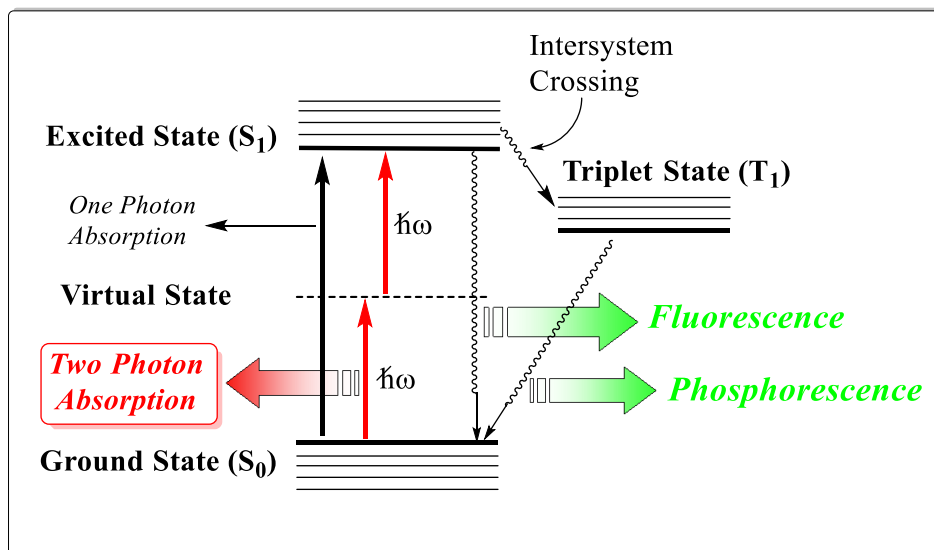 Intersystem
Crossing
Excited State (S₁)
Triplet State (T₁)
One Photon
Absorption
ℏω
Virtual State
Fluorescence
Two Photon
Absorption
ℏω
Phosphorescence
Ground State (S₀)